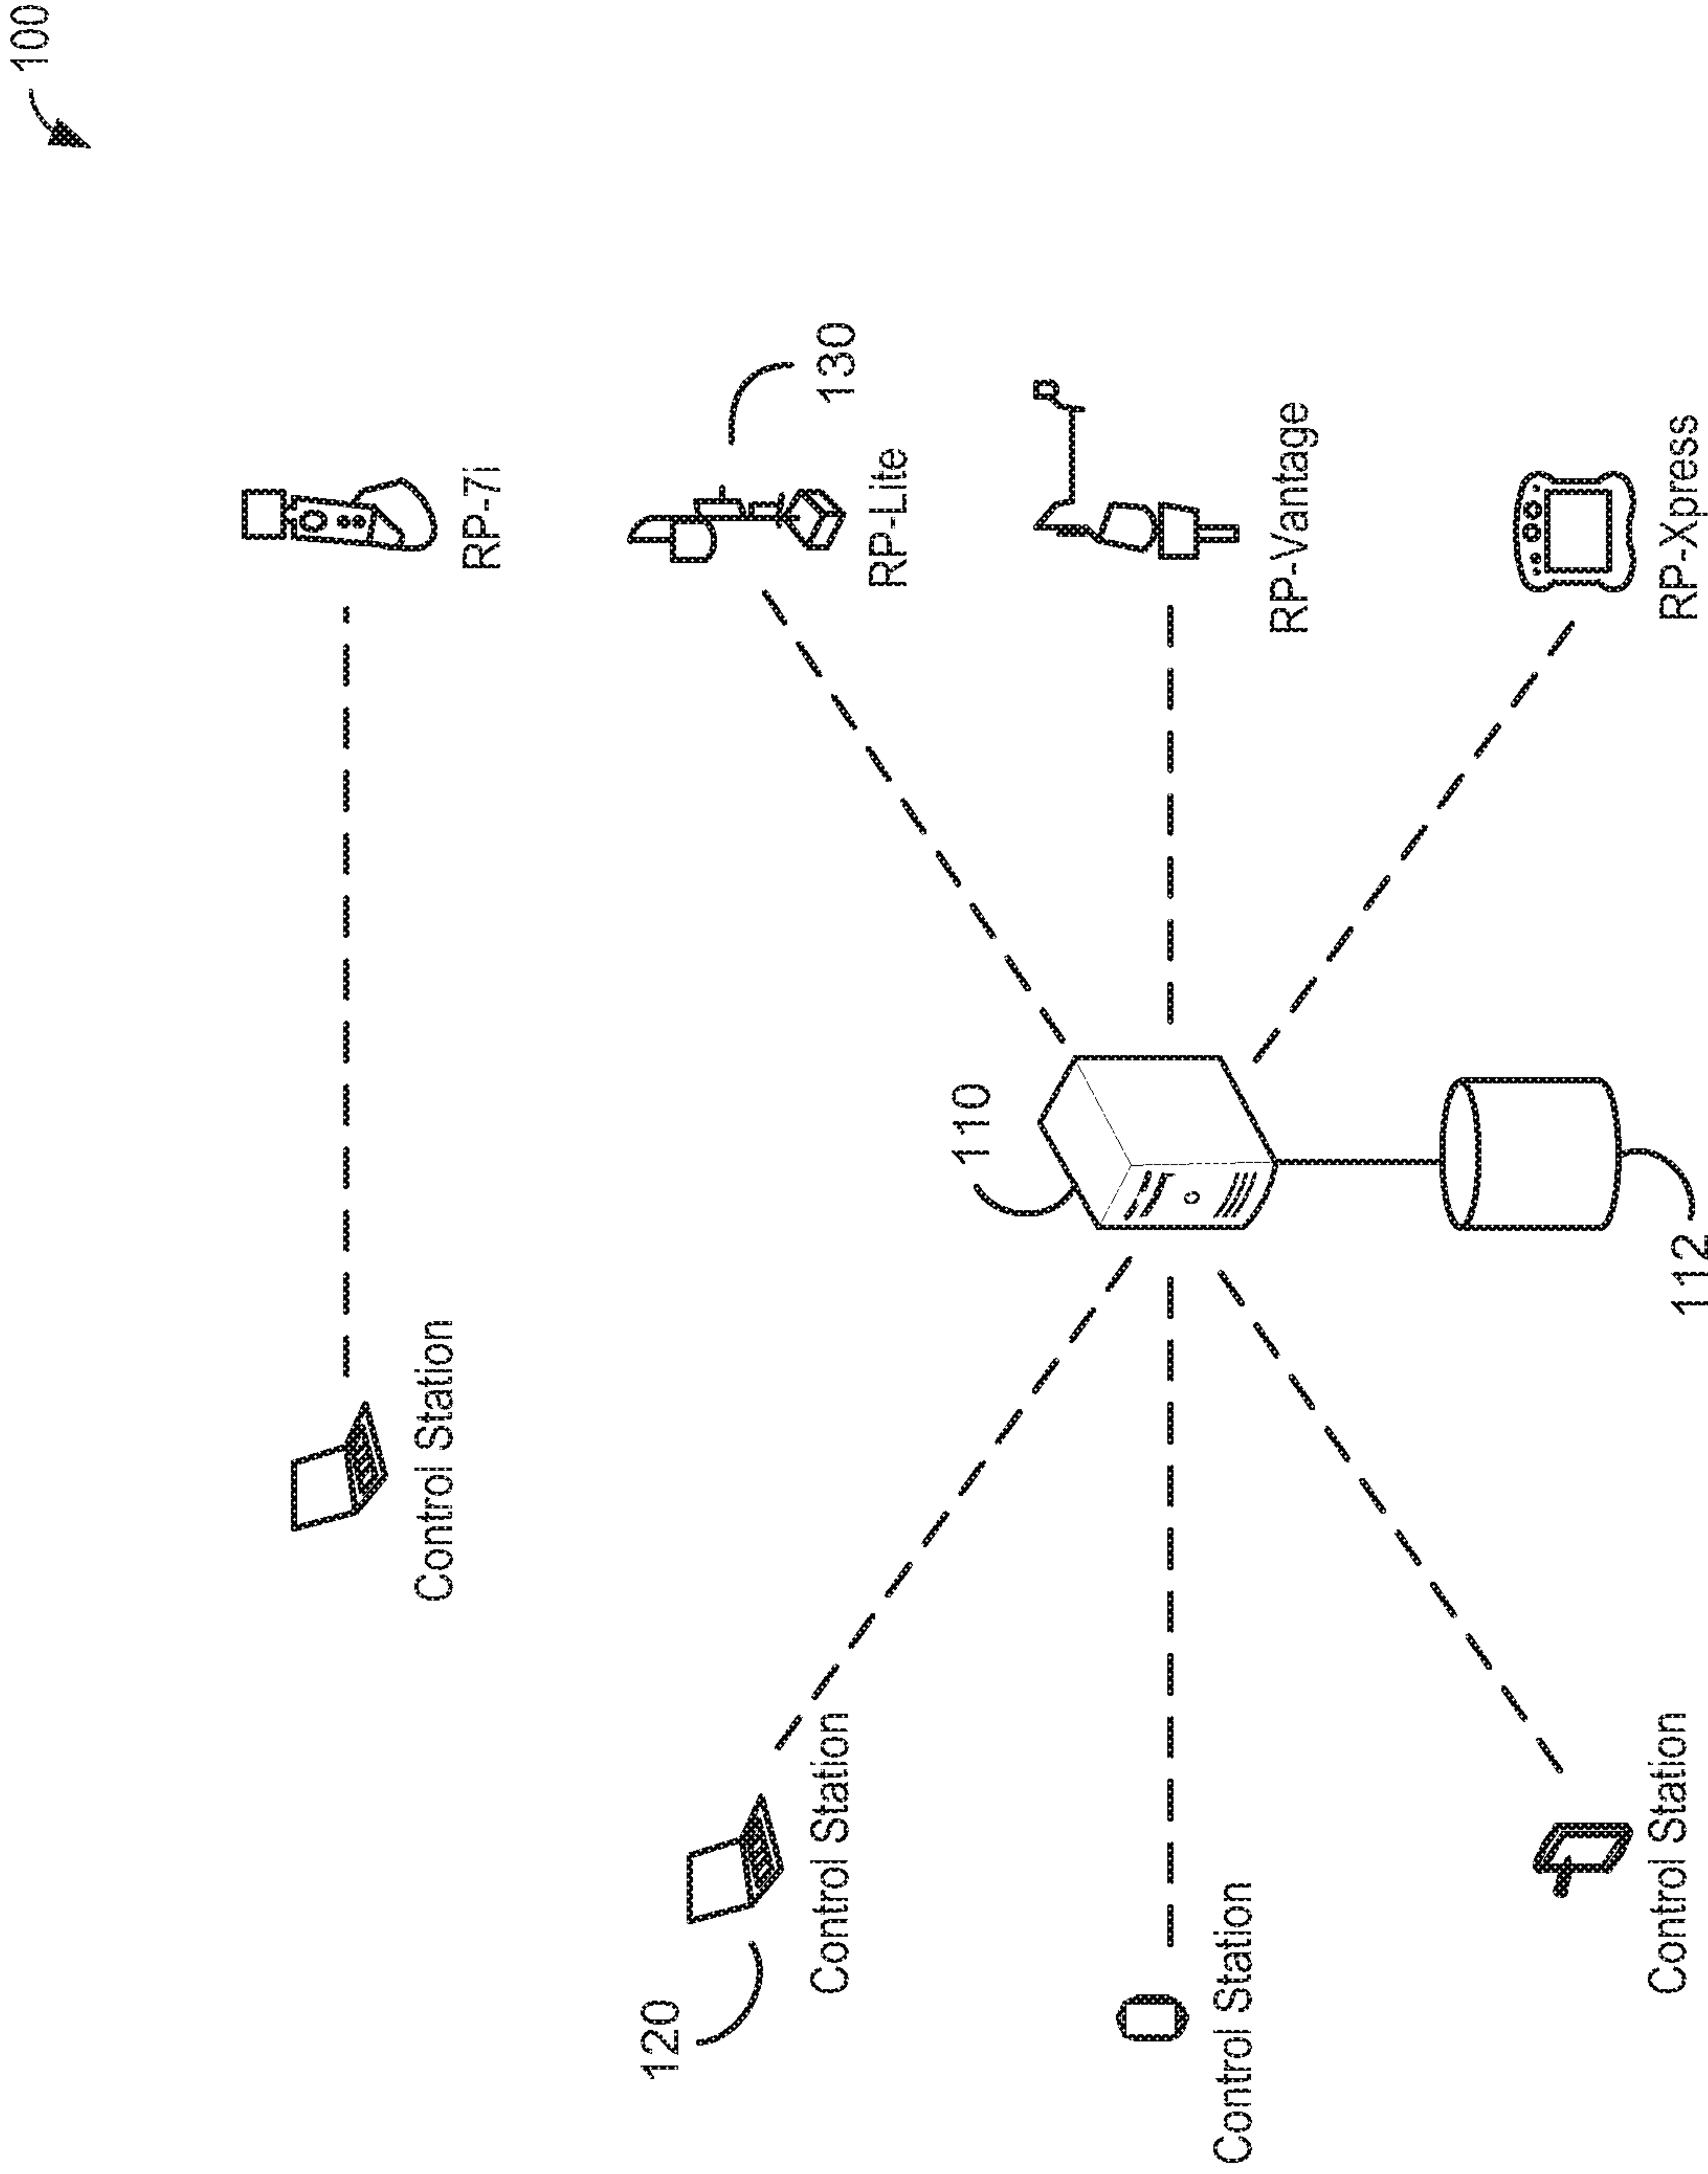 100
Control Station
RP-7i
120
Control Station
130
RP-Lite
110
Control Station
RP-Vantage
Control Station
112
RP-Xpress